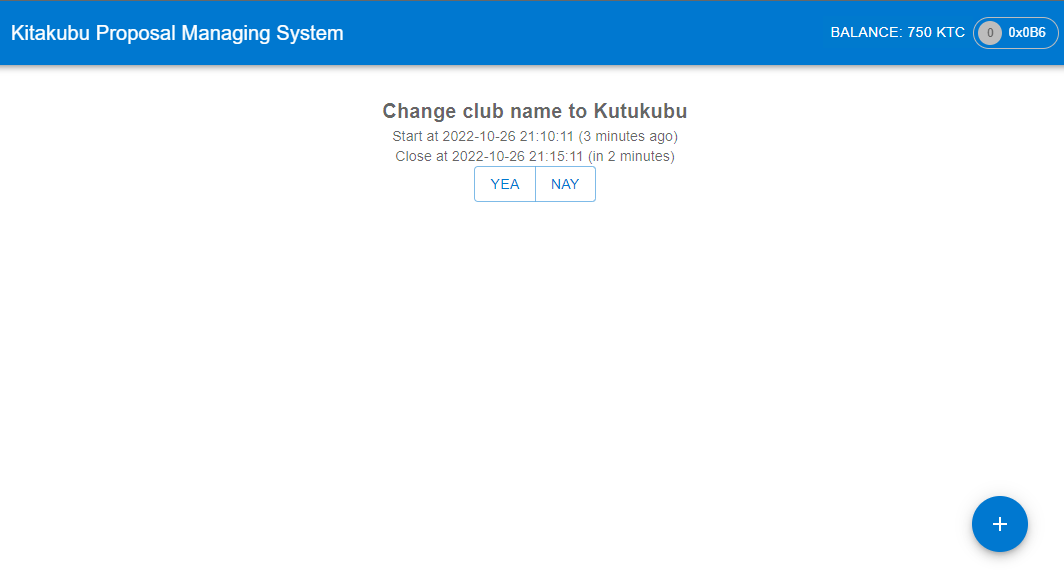 Kitakubu Proposal Managing System
BALANCE: 750 KTC
0
0x0B6
Change club name to Kutukubu
Start at 2022-10-26 21:10:11 (3 minutes ago)
Close at 2022-10-26 21:15:11 (in 2 minutes)
YEA
NAY
+